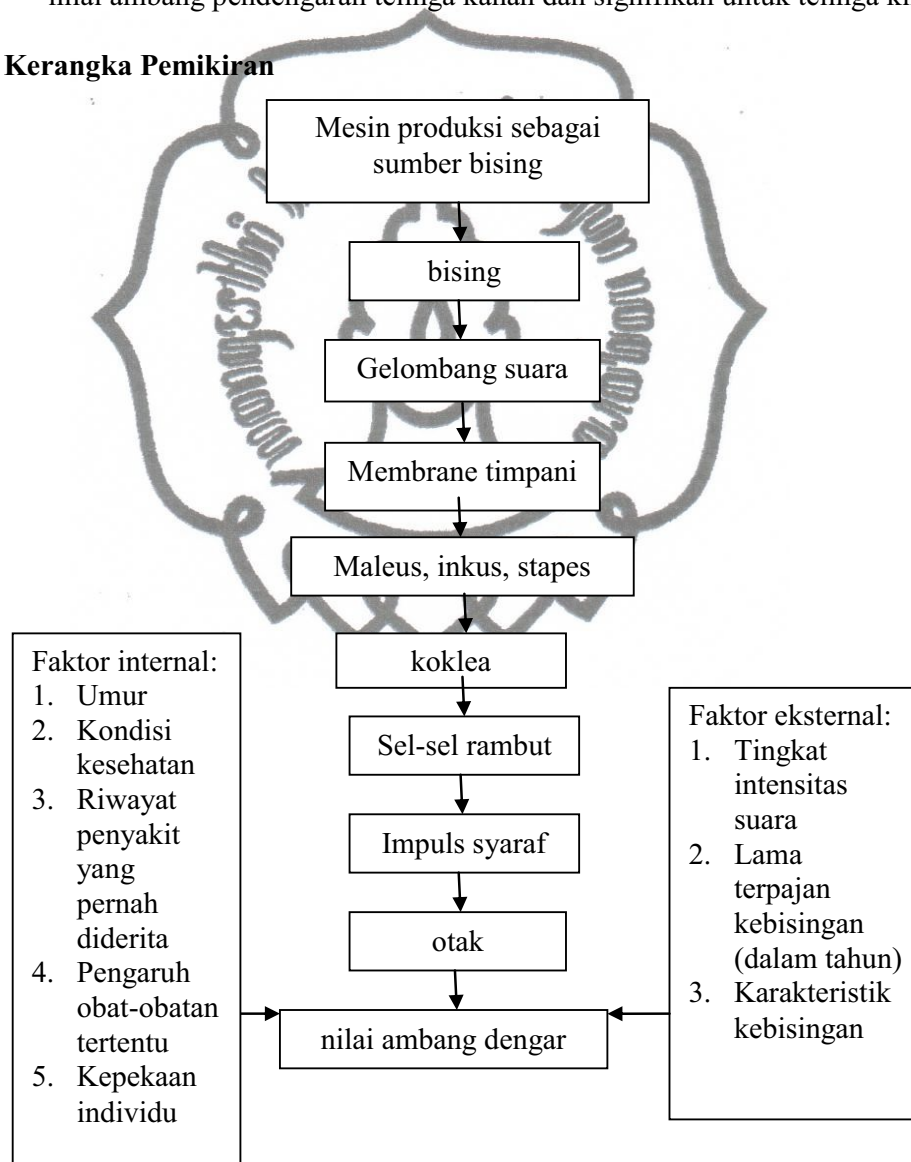 nilai ambang pendengaran telinga kanan dan signifikan untuk telinga
Kerangka Pemikiran
Mesin produksi sebagai
sumber bising
bising
Gelombang suara
Membrane timpani
Maleus, inkus, stapes
koklea
Sel-sel rambut
Impuls syaraf
otak
nilai ambang dengar
Faktor internal:
1. Umur
2. Kondisi
kesehatan
3. Riwayat
penyakit
yang
pernah
diderita
4. Pengaruh
obat-obatan
tertentu
5. Kepekaan
individu
Faktor eksternal:
1. Tingkat
intensitas
suara
2. Lama
terpajan
kebisingan
(dalam tahun)
3. Karakteristik
kebisingan